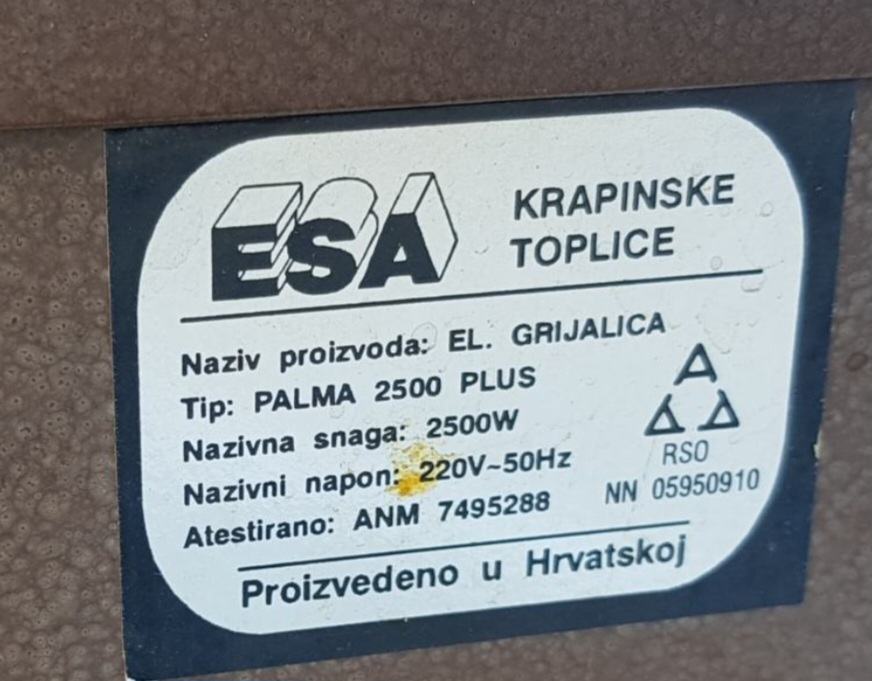 ESA
KRAPINSKE
TOPLICE
Naziv proizvoda: EL. GRIJALICA
Tip: PALMA 2500 PLUS
Nazivna snaga: 2500W
Nazivni napon: 220V~50Hz
Atestirano: ANM 7495288
RSO
NN 05950910
Proizvedeno u Hrvatskoj